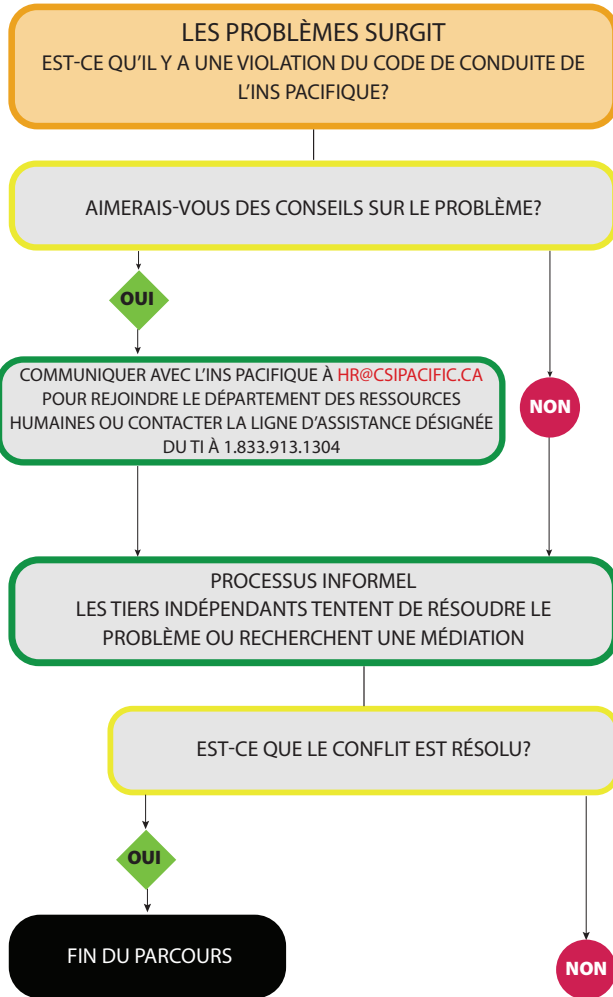 LES PROBLÈMES SURGIT
EST-CE QU'IL Y A UNE VIOLATION DU CODE DE CONDUITE DE
L'INS PACIFIQUE?
AIMERAIS-VOUS DES CONSEILS SUR LE PROBLÈME?
OUI
COMMUNIQUER AVEC L'INS PACIFIQUE À HR@CSIPACIFIC.CA
POUR REJOINDRE LE DÉPARTEMENT DES RESSOURCES
HUMAINES OU CONTACTER LA LIGNE D'ASSISTANCE DÉSIGNÉE
DU TI À 1.833.913.1304
NON
PROCESSUS INFORMEL
LES TIERS INDÉPENDANTS TENTENT DE RÉSOUDRE LE
PROBLÈME OU RECHERCHENT UNE MÉDIATION
EST-CE QUE LE CONFLIT EST RÉSOLU?
OUI
FIN DU PARCOURS
NON